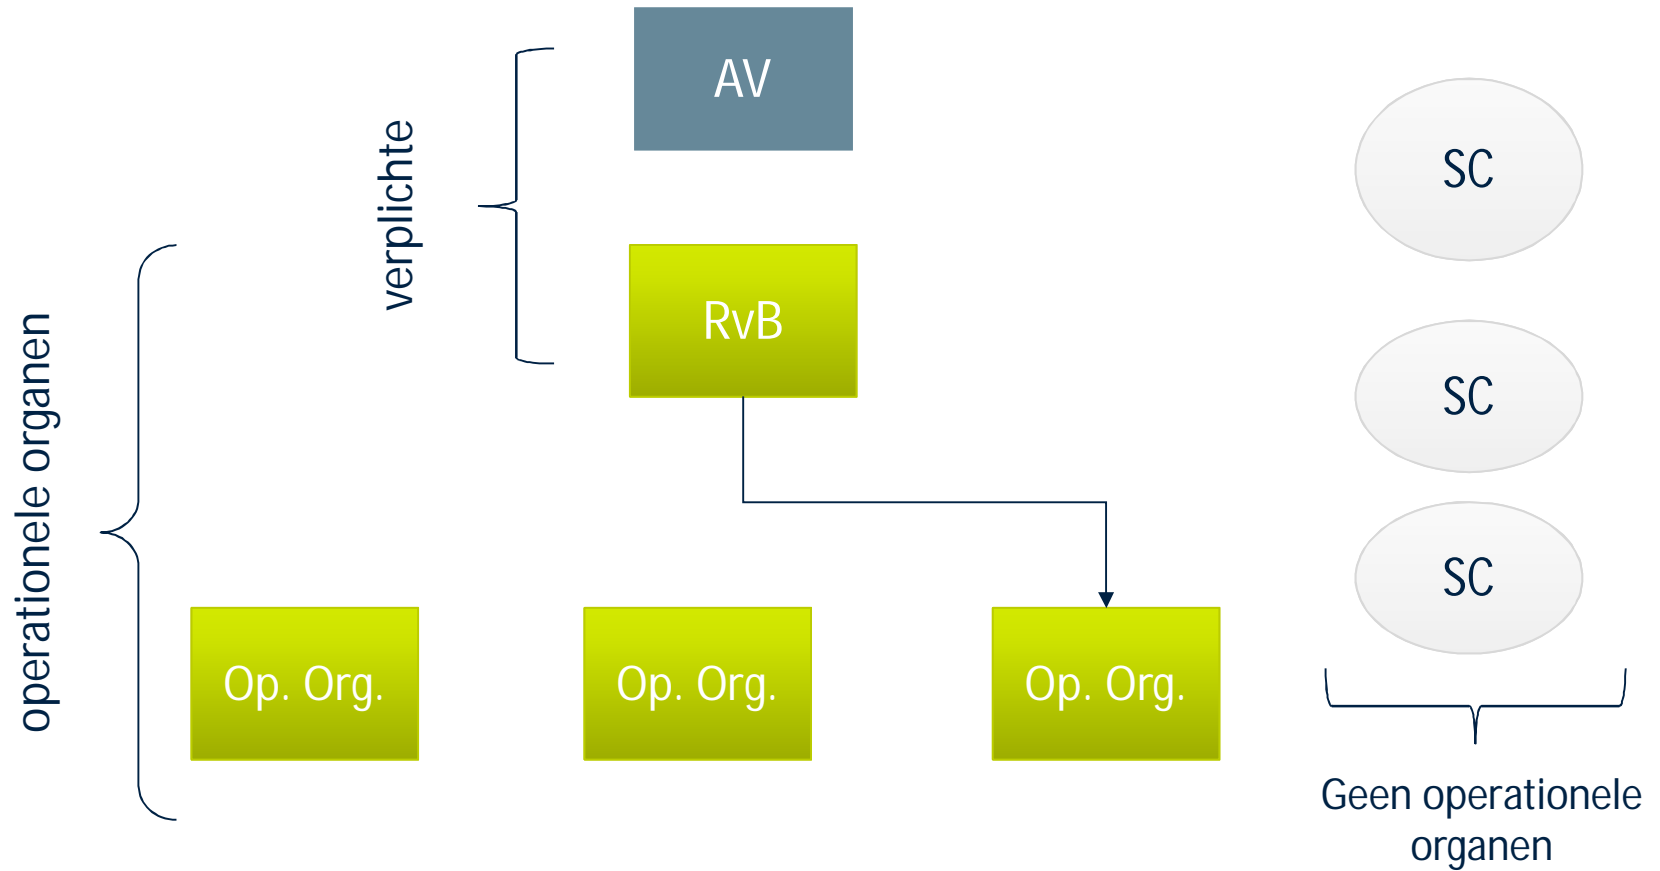 AV
verplichte
SC
RvB
operationele organen
SC
SC
Op. Org.
Op. Org.
Op. Org.
Geen operationele
organen